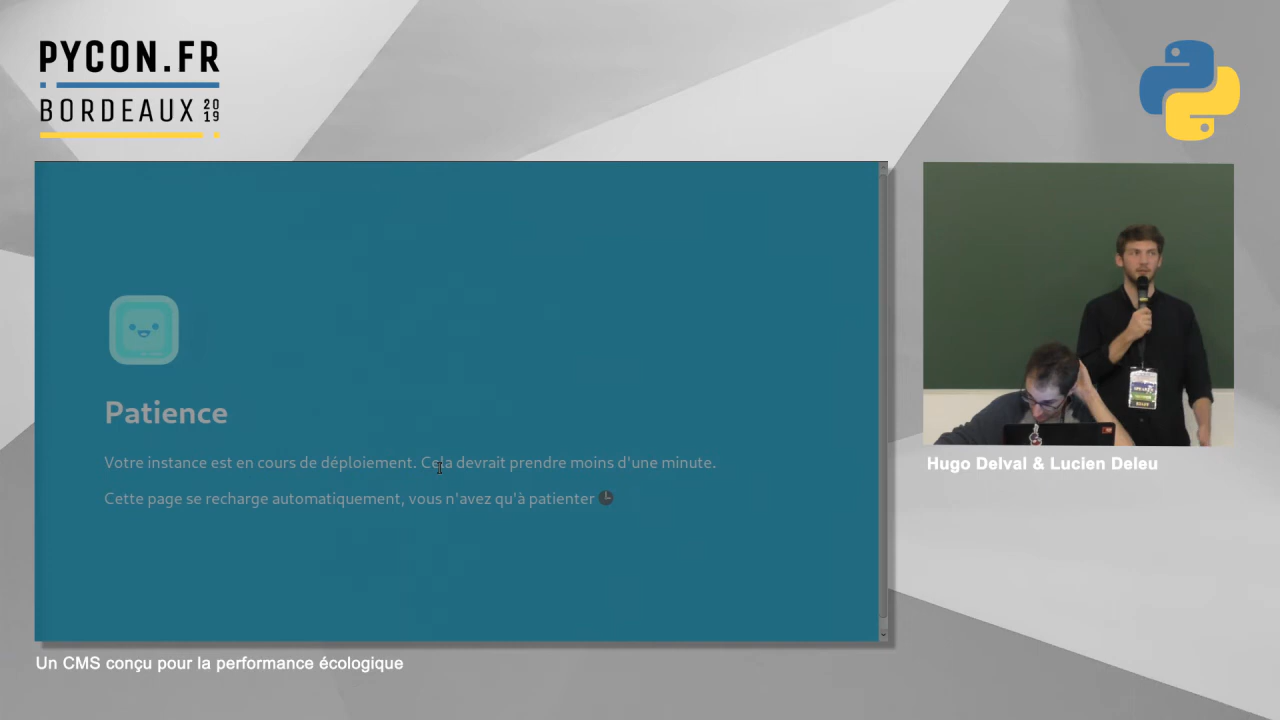 PYCON.FR
BORDEAUX 2019
Patience
Votre instance est en cours de déploiement. Cela devrait prendre moins d'une minute.
Cette page se recharge automatiquement, vous n'avez qu'à patienter
Hugo Delval & Lucien Deleu
Un CMS conçu pour la performance écologique